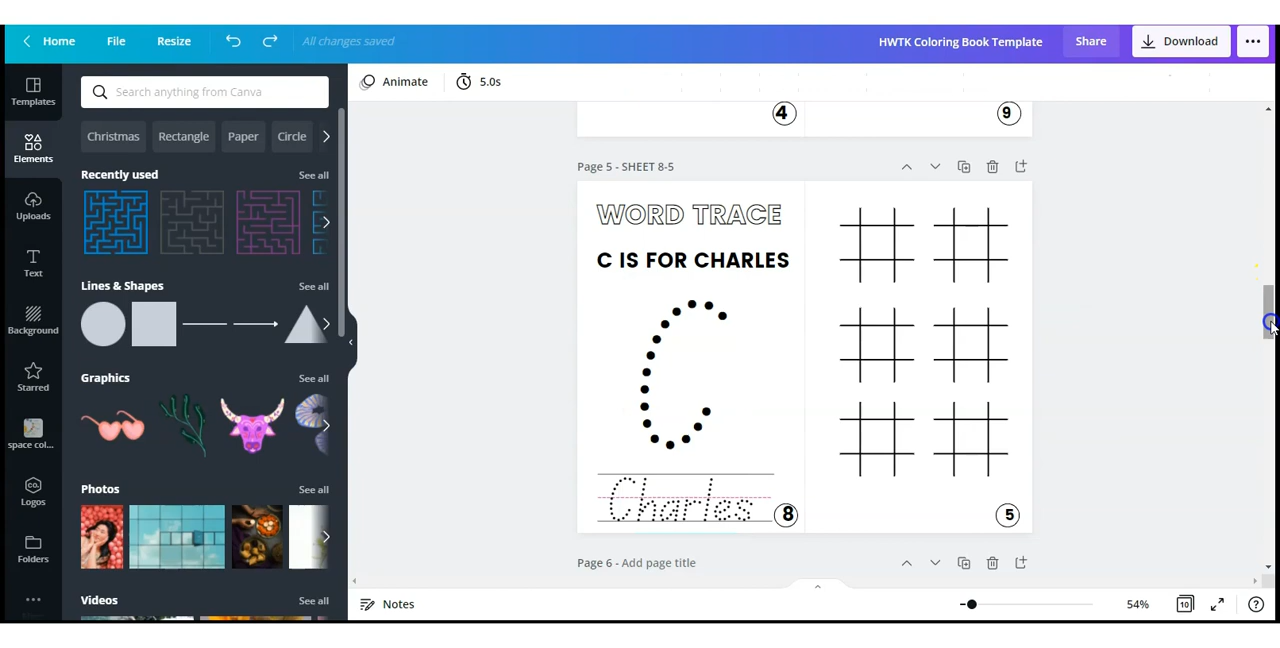 Home File Resize All changes saved HWTK Coloring Book Template Share Download
Templates
Elements
Uploads
Text
Background
Starred
space col...
Logos
Folders
Search anything from Canva
Christmas Rectangle Paper Circle
Recently used See all
Lines & Shapes See all
Graphics See all
Photos See all
Videos See all
Animate 5.0s
4 9
Page 5 - SHEET 8-5
WORD TRACE
C IS FOR CHARLES
C
Charles
8 5
Page 6 - Add page title
Notes 54% 10 ?